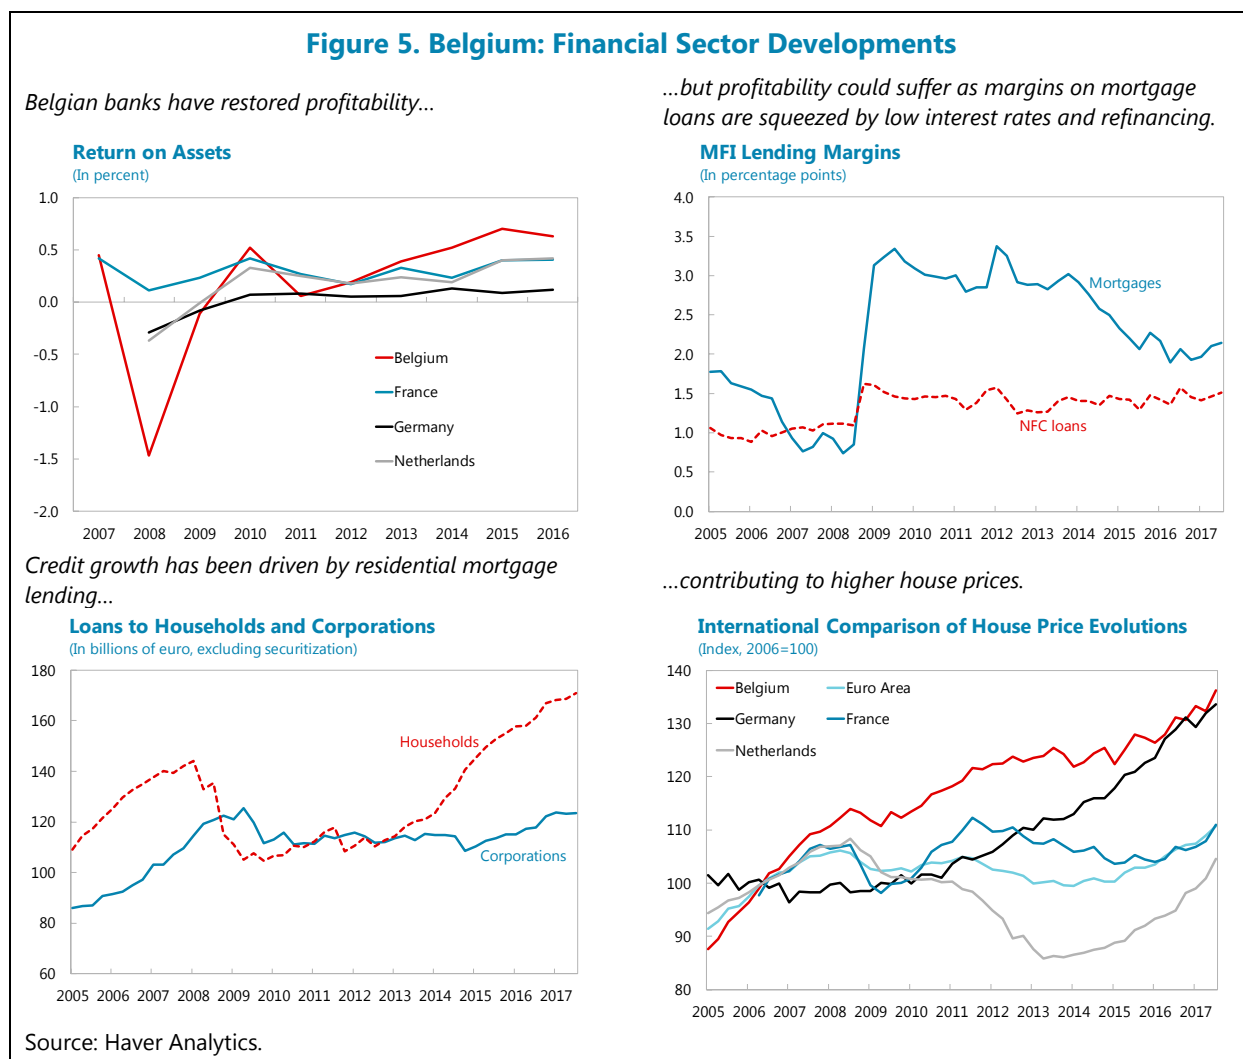 Figure 5. Belgium: Financial Sector Developments
Belgian banks have restored profitability...
...but profitability could suffer as margins on mortgage
loans are squeezed by low interest rates and refinancing.
Return on Assets
(In percent)
1.0
0.5
0.0
-0.5
-1.0
-1.5
-2.0
Belgium
France
Germany
Netherlands
2007 2008 2009 2010 2011 2012 2013 2014 2015 2016
MFI Lending Margins
(In percentage points)
4.0
3.5
3.0
2.5
2.0
1.5
1.0
0.5
0.0
Mortgages
NFC loans
2005 2006 2007 2008 2009 2010 2011 2012 2013 2014 2015 2016 2017
Credit growth has been driven by residential mortgage
lending...
...contributing to higher house prices.
Loans to Households and Corporations
(In billions of euro, excluding securitization)
180
160
140
120
100
80
60
Households
Corporations
2005 2006 2007 2008 2009 2010 2011 2012 2013 2014 2015 2016 2017
International Comparison of House Price Evolutions
(Index, 2006=100)
140
130
120
110
100
90
80
Belgium Euro Area
Germany France
Netherlands
2005 2006 2007 2008 2009 2010 2011 2012 2013 2014 2015 2016 2017
Source: Haver Analytics.